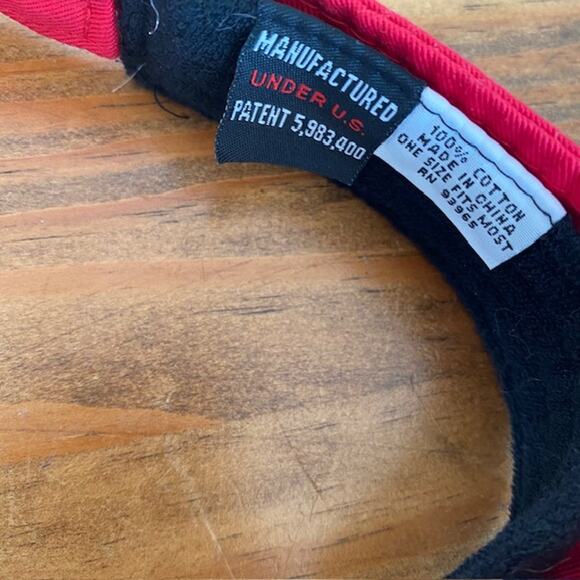 MANUFACTURED
UNDER U.S.
PATENT 5,983,400
100% COTTON
MADE IN CHINA
ONE SIZE FITS MOST
RN 93965